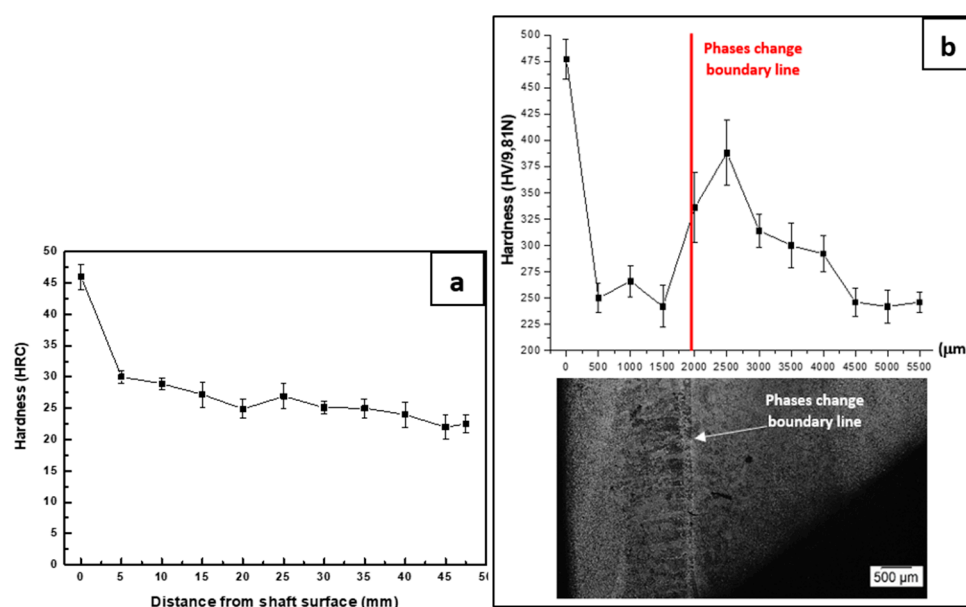 a
Hardness (HRC)
50
45
40
35
30
25
20
15
10
5
0
0 5 10 15 20 25 30 35 40 45 50
Distance from shaft surface (mm)
b
Phases change
boundary line
Hardness (HV/9,81N)
500
475
450
425
400
375
350
325
300
275
250
225
200
0 500 1000 1500 2000 2500 3000 3500 4000 4500 5000 5500
(μm
Phases change
boundary line
500 μm